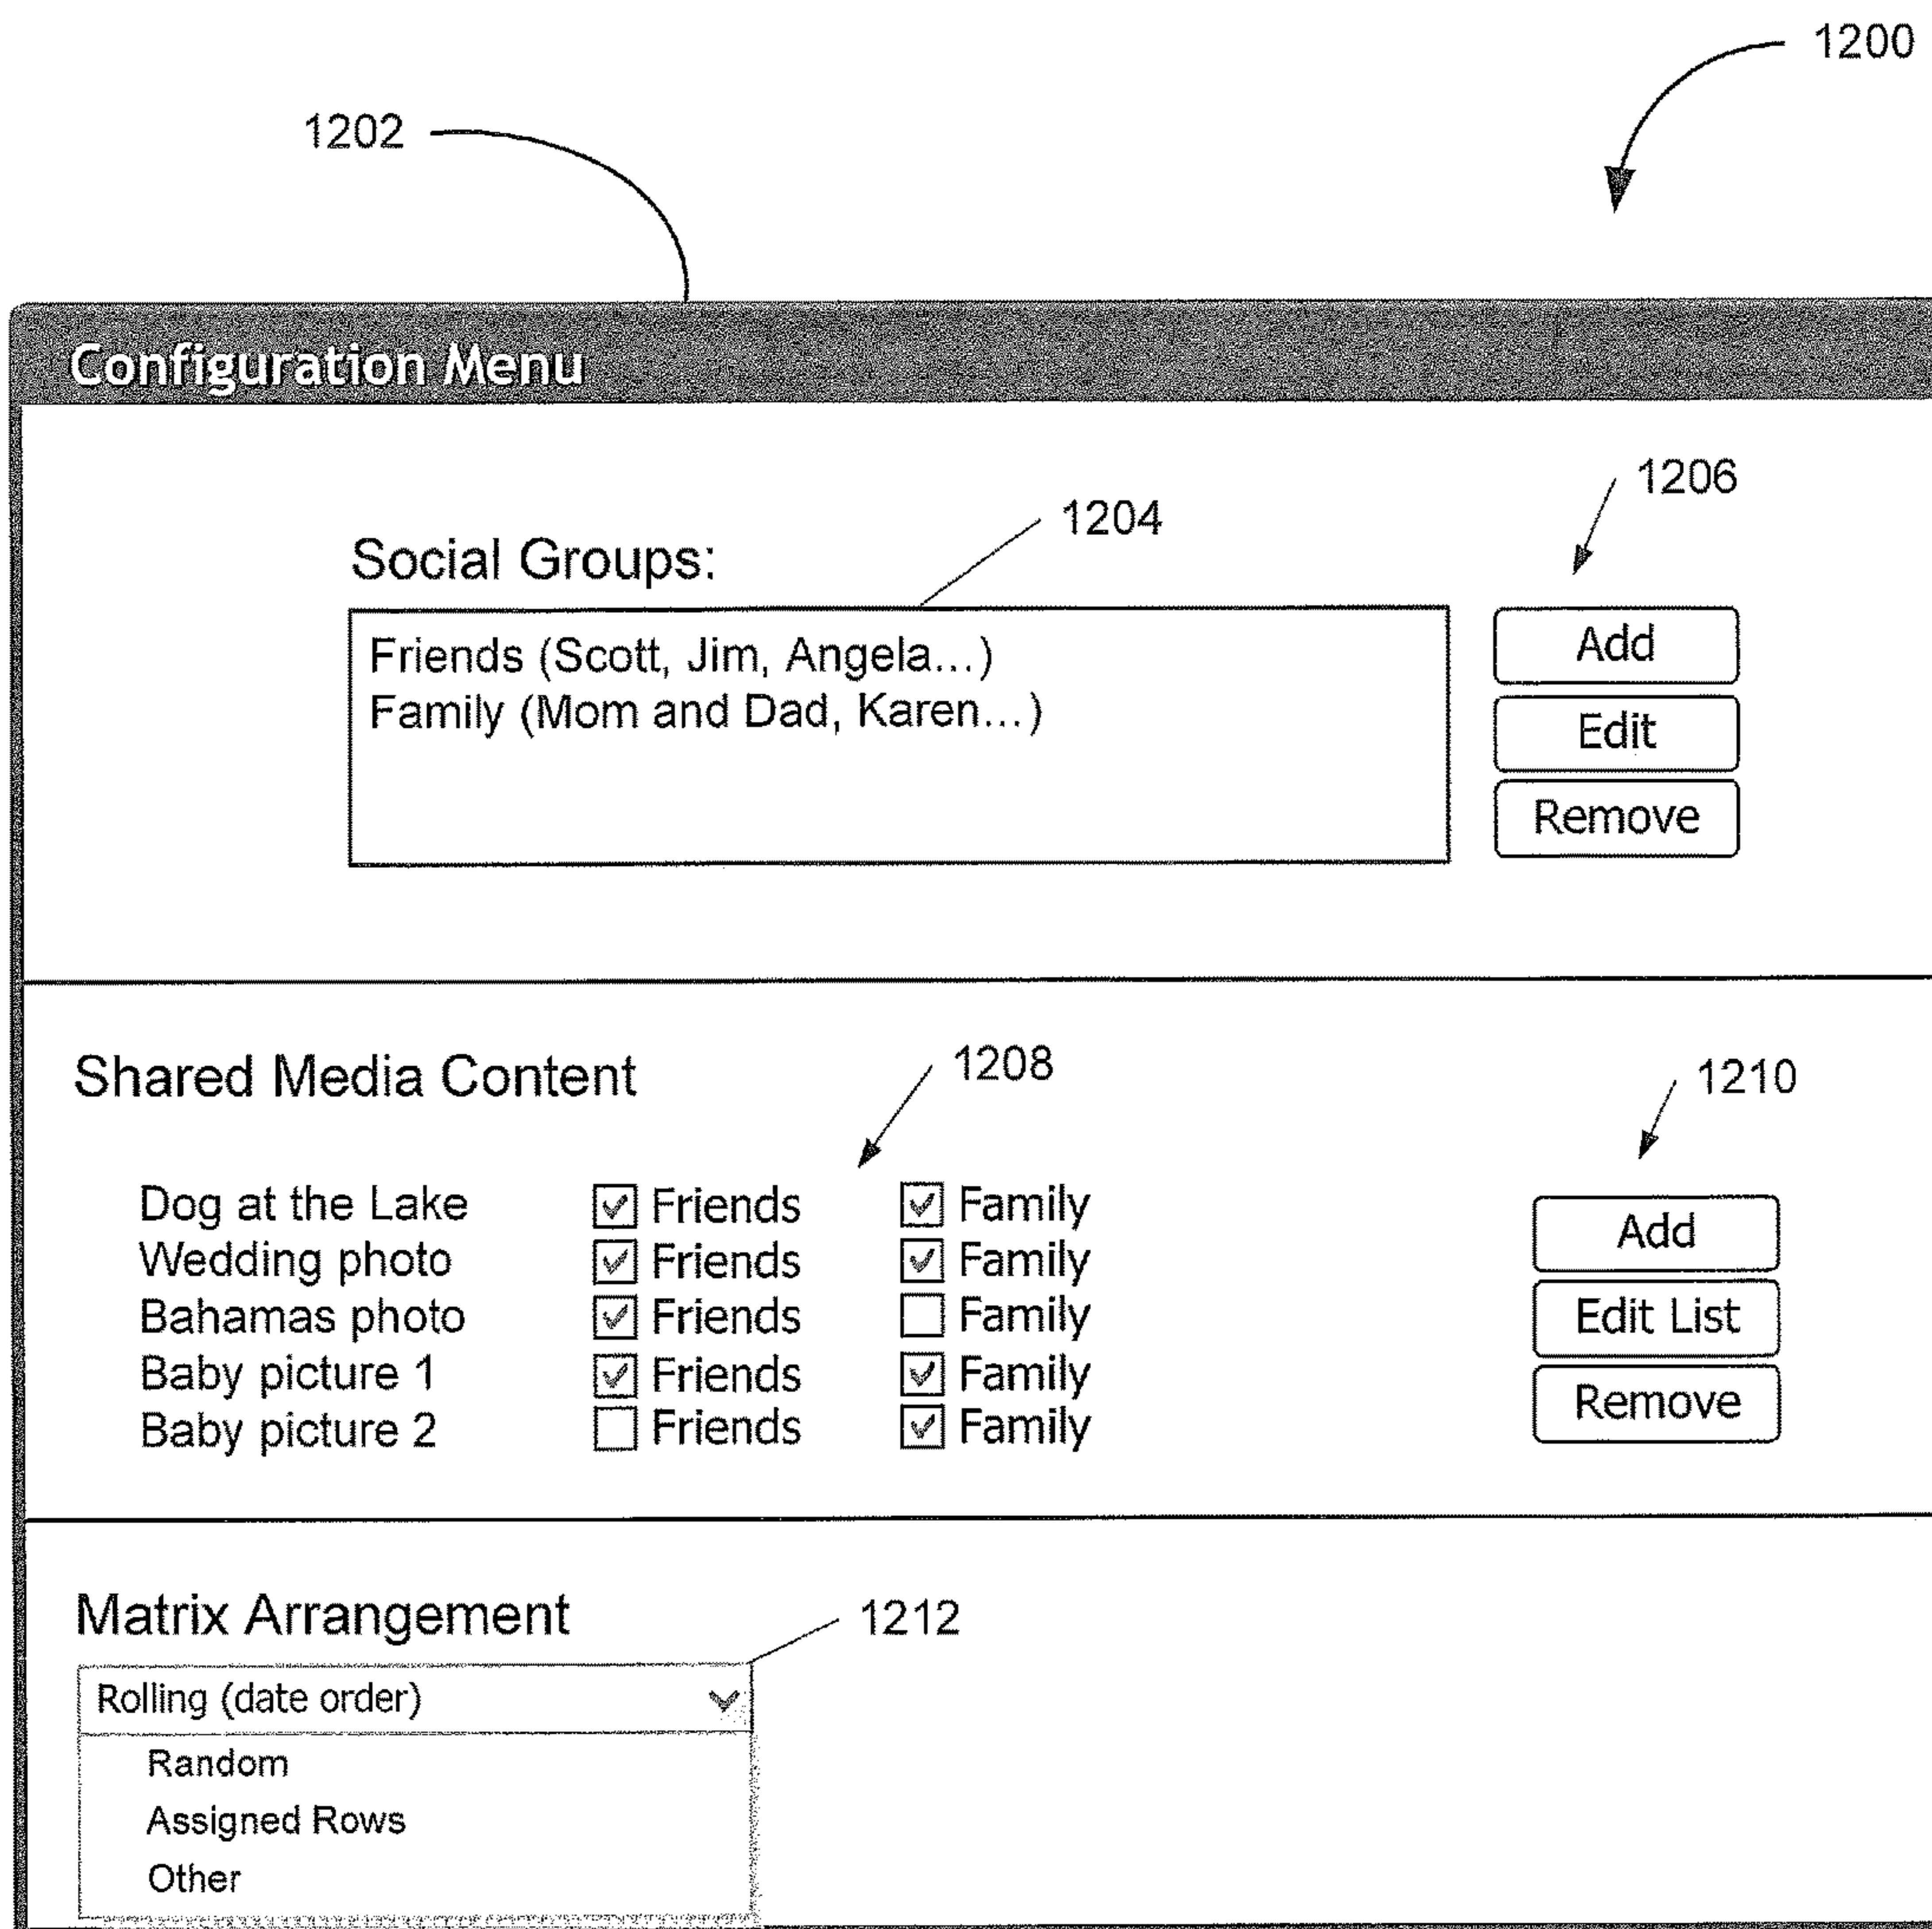 1200
1202
Configuration Menu
1206
1204
Social Groups:
Friends (Scott, Jim, Angela...)
Family (Mom and Dad, Karen...)
Add
Edit
Remove
1208
1210
Shared Media Content
Dog at the Lake Friends Family
Wedding photo Friends Family
Bahamas photo Friends Family
Baby picture 1 Friends Family
Baby picture 2 Friends Family
Add
Edit List
Remove
Matrix Arrangement
1212
Rolling (date order)
Random
Assigned Rows
Other